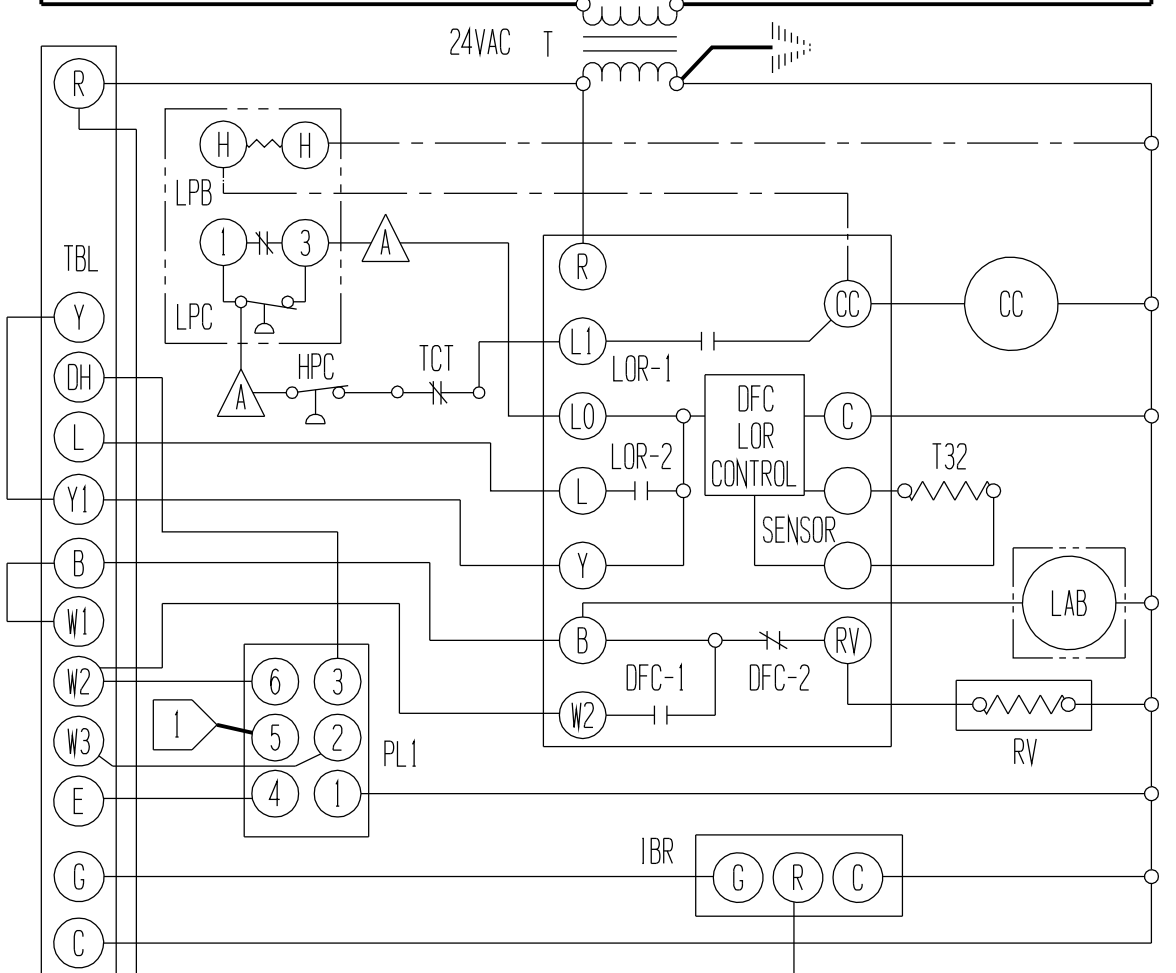 24VAC T
R
H H
LPB
1 3 A
TBL
R
Y
LPC
CC
CC
HPC
TCT
L1
LOR-1
DH
A
DFC
LOR
CONTROL
LO
C
L
LOR-2
T32
Y1
L
SENSOR
B
Y
W1
LAB
B
RV
W2
6 3
DFC-1
DFC-2
1
5 2
W2
W3
PL1
RV
E
4 1
IBR
G
G R C
C